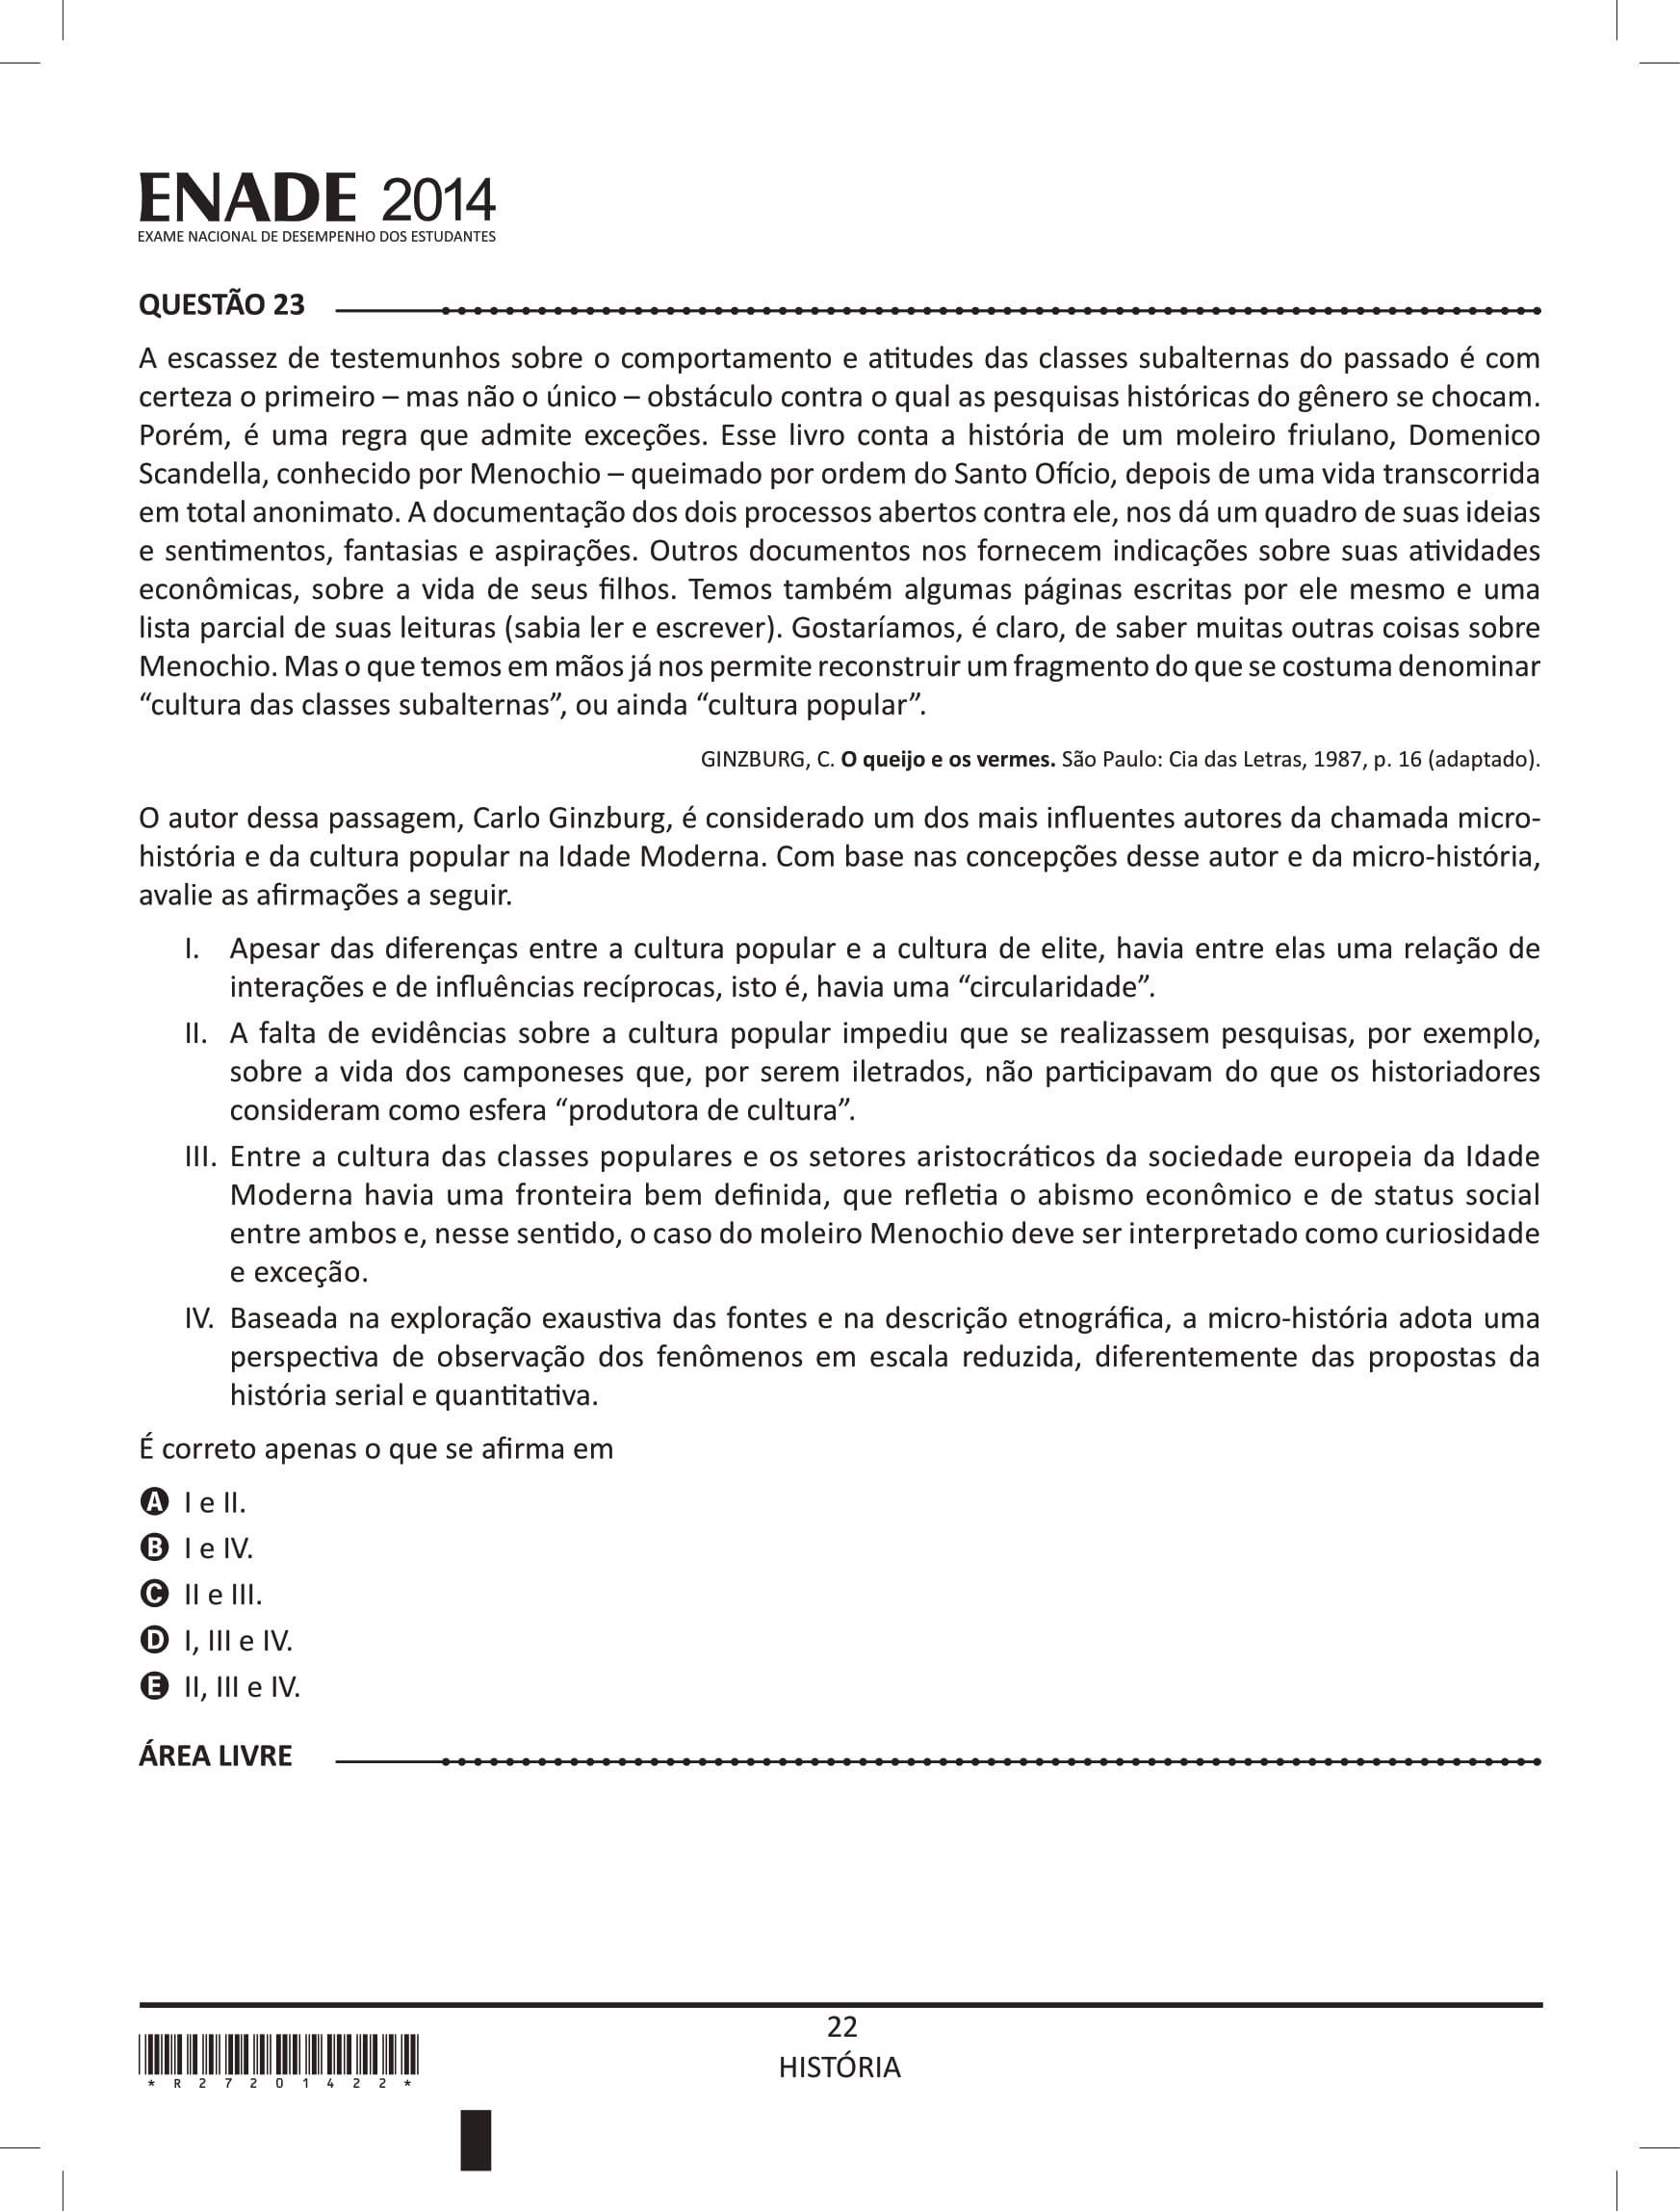 ENADE 2014
EXAME NACIONAL DE DESEMPENHO DOS ESTUDANTES
QUESTÃO 23
A escassez de testemunhos sobre o comportamento e atitudes das classes subalternas do passado é com
certeza o primeiro – mas não o único – obstáculo contra o qual as pesquisas históricas do gênero se chocam.
Porém, é uma regra que admite exceções. Esse livro conta a história de um moleiro friulano, Domenico
Scandella, conhecido por Menochio – queimado por ordem do Santo Ofício, depois de uma vida transcorrida
em total anonimato. A documentação dos dois processos abertos contra ele, nos dá um quadro de suas ideias
e sentimentos, fantasias e aspirações. Outros documentos nos fornecem indicações sobre suas atividades
econômicas, sobre a vida de seus filhos. Temos também algumas páginas escritas por ele mesmo e uma
lista parcial de suas leituras (sabia ler e escrever). Gostaríamos, é claro, de saber muitas outras coisas sobre
Menochio. Mas o que temos em mãos já nos permite reconstruir um fragmento do que se costuma denominar
“cultura das classes subalternas”, ou ainda “cultura popular”.
GINZBURG, C. O queijo e os vermes. São Paulo: Cia das Letras, 1987, p. 16 (adaptado).
O autor dessa passagem, Carlo Ginzburg, é considerado um dos mais influentes autores da chamada micro-
história e da cultura popular na Idade Moderna. Com base nas concepções desse autor e da micro-história,
avalie as afirmações a seguir.
I. Apesar das diferenças entre a cultura popular e a cultura de elite, havia entre elas uma relação de
interações e de influências recíprocas, isto é, havia uma “circularidade”.
II. A falta de evidências sobre a cultura popular impediu que se realizassem pesquisas, por exemplo,
sobre a vida dos camponeses que, por serem iletrados, não participavam do que os historiadores
consideram como esfera “produtora de cultura”.
III. Entre a cultura das classes populares e os setores aristocráticos da sociedade europeia da Idade
Moderna havia uma fronteira bem definida, que refletia o abismo econômico e de status social
entre ambos e, nesse sentido, o caso do moleiro Menochio deve ser interpretado como curiosidade
e exceção.
IV. Baseada na exploração exaustiva das fontes e na descrição etnográfica, a micro-história adota uma
perspectiva de observação dos fenômenos em escala reduzida, diferentemente das propostas da
história serial e quantitativa.
É correto apenas o que se afirma em
A I e II.
B I e IV.
C II e III.
D I, III e IV.
E II, III e IV.
ÁREA LIVRE
22
HISTÓRIA
* R 2 7 2 0 1 4 2 2 *